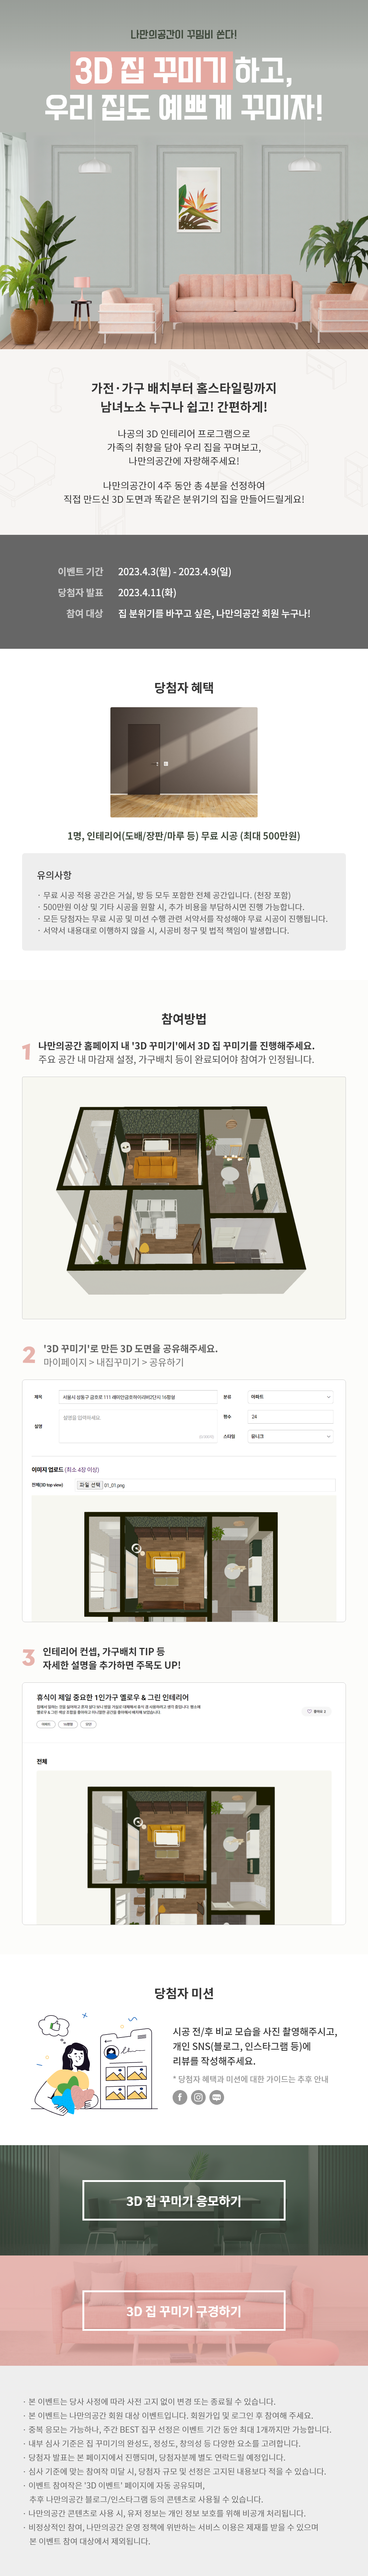 나만의공간이 꾸밈비 쏜다!
3D 집 꾸미기 하고,
우리 집도 예쁘게 꾸미자!
가전·가구 배치부터 홈스타일링까지
남녀노소 누구나 쉽고! 간편하게!
나공의 3D 인테리어 프로그램으로
가족의 취향을 담아 우리 집을 꾸며보고,
나만의공간에 자랑해주세요!
나만의공간이 4주 동안 총 4분을 선정하여
직접 만드신 3D 도면과 똑같은 분위기의 집을 만들어드릴게요!
이벤트 기간 2023.4.3(월) - 2023.4.9(일)
당첨자 발표 2023.4.11(화)
참여 대상 집 분위기를 바꾸고 싶은, 나만의공간 회원 누구나!
당첨자 혜택
1명, 인테리어(도배/장판/마루 등) 무료 시공 (최대 500만원)
유의사항
· 무료 시공 적용 공간은 거실, 방 등 모두 포함한 전체 공간입니다. (천장 포함)
· 500만원 이상 및 기타 시공을 원할 시, 추가 비용을 부담하시면 진행 가능합니다.
· 모든 당첨자는 무료 시공 및 미션 수행 관련 서약서를 작성해야 무료 시공이 진행됩니다.
· 서약서 내용대로 이행하지 않을 시, 시공비 청구 및 법적 책임이 발생합니다.
참여방법
1 나만의공간 홈페이지 내 '3D 꾸미기'에서 3D 집 꾸미기를 진행해주세요.
주요 공간 내 마감재 설정, 가구배치 등이 완료되어야 참여가 인정됩니다.
2 '3D 꾸미기'로 만든 3D 도면을 공유해주세요.
마이페이지 > 내집꾸미기 > 공유하기
제목 서울시 성동구 금호로 111 래미안금호하이리버2단지 16평형 분류 아파트
설명 설명을 입력하세요 평수 24
스타일 유니크
이미지 업로드 (최소 4장 이상)
전체(3D top view) 파일 선택 01_01.png
3 인테리어 컨셉, 가구배치 TIP 등
자세한 설명을 추가하면 주목도 UP!
휴식이 제일 중요한 1인가구 옐로우 & 그린 인테리어
좋아요 2
전체
당첨자 미션
시공 전/후 비교 모습을 사진 촬영해주시고,
개인 SNS(블로그, 인스타그램 등)에
리뷰를 작성해주세요.
* 당첨자 혜택과 미션에 대한 가이드는 추후 안내
3D 집 꾸미기 응모하기
3D 집 꾸미기 구경하기
· 본 이벤트는 당사 사정에 따라 사전 고지 없이 변경 또는 종료될 수 있습니다.
· 본 이벤트는 나만의공간 회원 대상 이벤트입니다. 회원가입 및 로그인 후 참여해 주세요.
· 중복 응모는 가능하나, 주간 BEST 집꾸 선정은 이벤트 기간 동안 최대 1개까지만 가능합니다.
· 내부 심사 기준은 집 꾸미기의 완성도, 정성도, 창의성 등 다양한 요소를 고려합니다.
· 당첨자 발표는 본 페이지에서 진행되며, 당첨자분께 별도 연락드릴 예정입니다.
· 심사 기준에 맞는 참여작 미달 시, 당첨자 규모 및 선정은 고지된 내용보다 적을 수 있습니다.
· 이벤트 참여작은 '3D 이벤트' 페이지에 자동 공유되며,
추후 나만의공간 블로그/인스타그램 등의 콘텐츠로 사용될 수 있습니다.
· 나만의공간 콘텐츠로 사용 시, 유저 정보는 개인 정보 보호를 위해 비공개 처리됩니다.
· 비정상적인 참여, 나만의공간 운영 정책에 위반하는 서비스 이용은 제재를 받을 수 있으며
본 이벤트 참여 대상에서 제외됩니다.